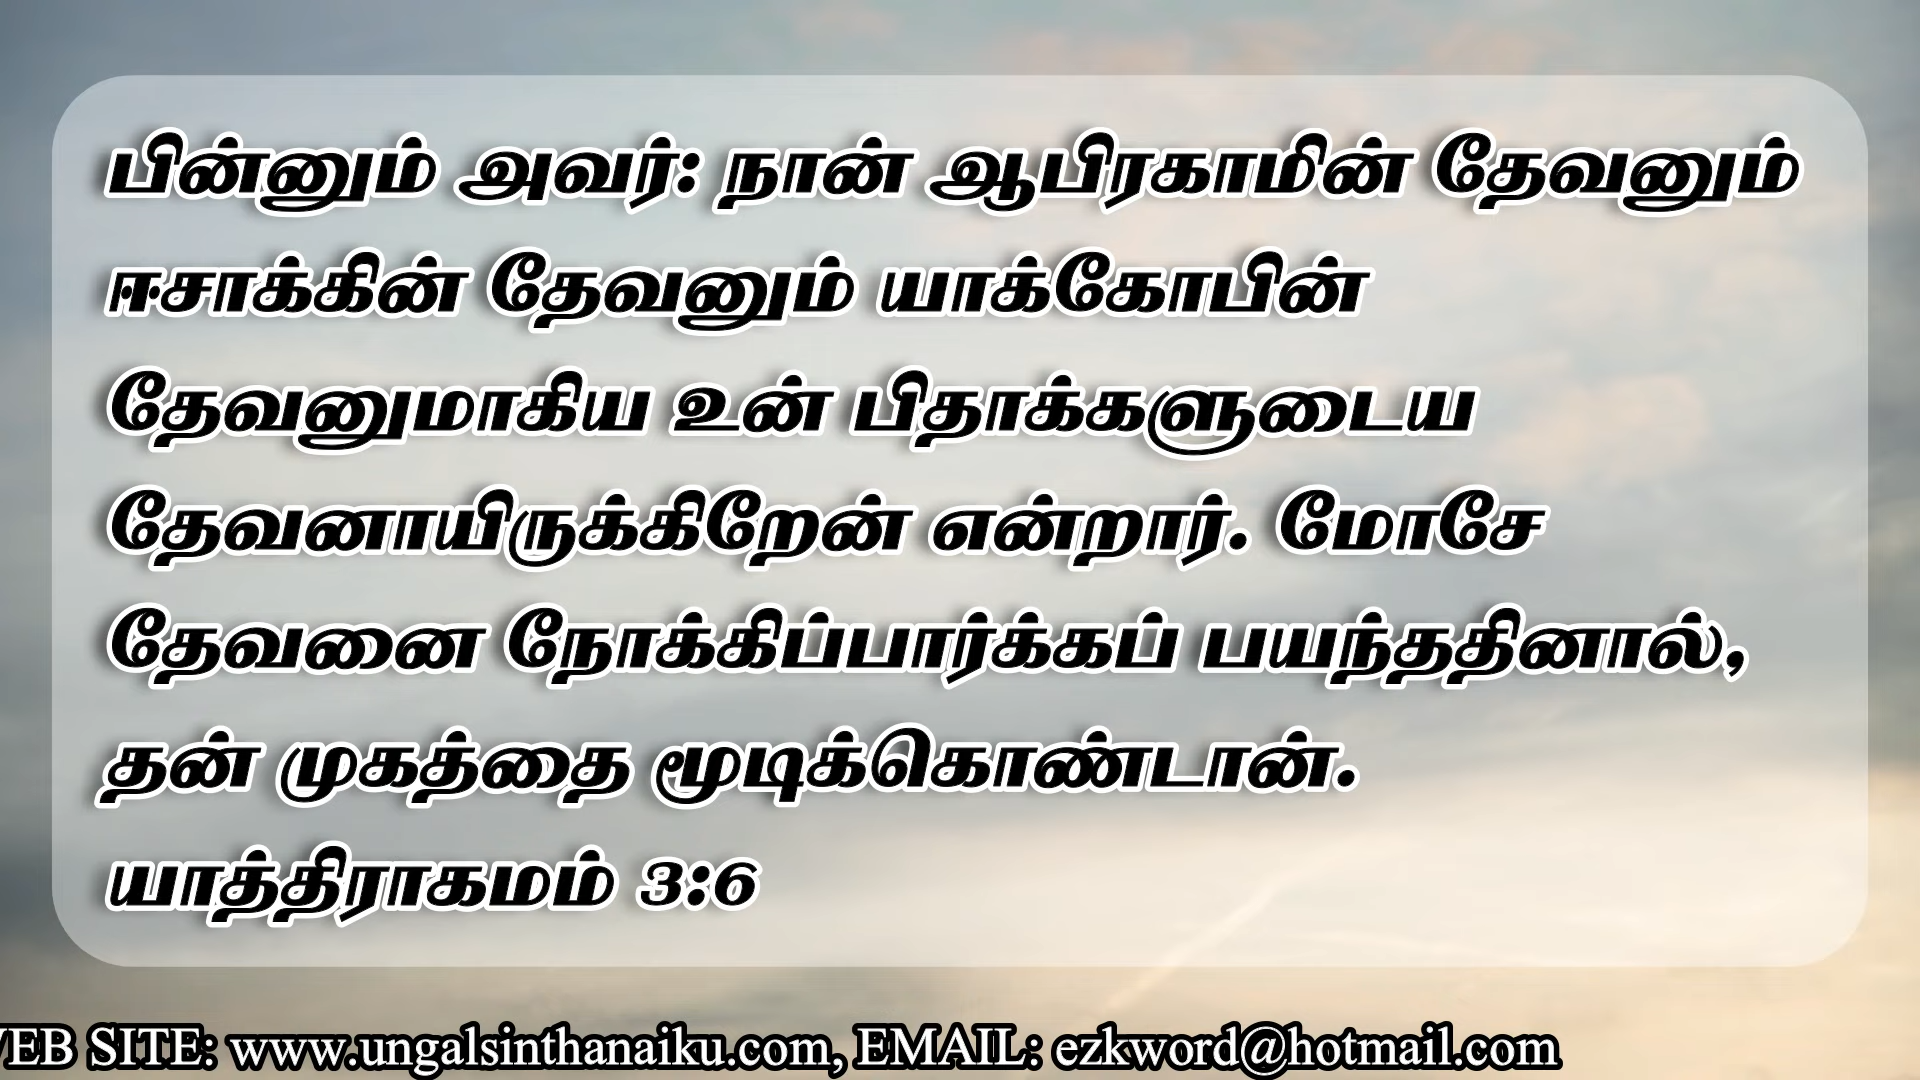 பின்னும் அவர்: நான் ஆபிரகாமின் தேவனும்
ஈசாக்கின் தேவனும் யாக்கோபின்
தேவனுமாகிய உன் பிதாக்களுடைய
தேவனாயிருக்கிறேன் என்றார். மோசே
தேவனை நோக்கிப்பார்க்கப் பயந்ததினால்,
தன் முகத்தை மூடிக்கொண்டான்.
யாத்திராகமம் 3:6
SITE: www.ungalsinthanaiku.com, EMAIL: ezkword@hotmail.com